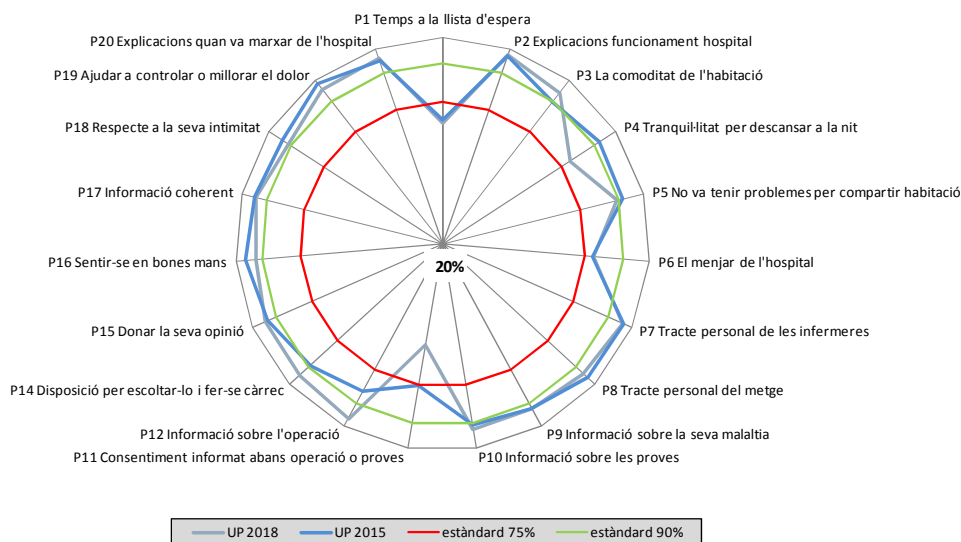 P1 Temps a la llista d'espera
P2 Explicacions funcionament hospital
P3 La comoditat de l'habitació
P4 Tranquil·litat per descansar a la nit
P5 No va tenir problemes per compartir habitació
P6 El menjar de l'hospital
P7 Tracte personal de les infermeres
P8 Tracte personal del metge
P9 Informació sobre la seva malaltia
P10 Informació sobre les proves
P11 Consentiment informat abans operació o proves
P12 Informació sobre l'operació
P14 Disposició per escoltar-lo i fer-se càrrec
P15 Donar la seva opinió
P16 Sentir-se en bones mans
P17 Informació coherent
P18 Respecte a la seva intimitat
P19 Ajudar a controlar o millorar el dolor
P20 Explicacions quan va marxar de l'hospital
20%
UP 2018
UP 2015
estàndard 75%
estàndard 90%